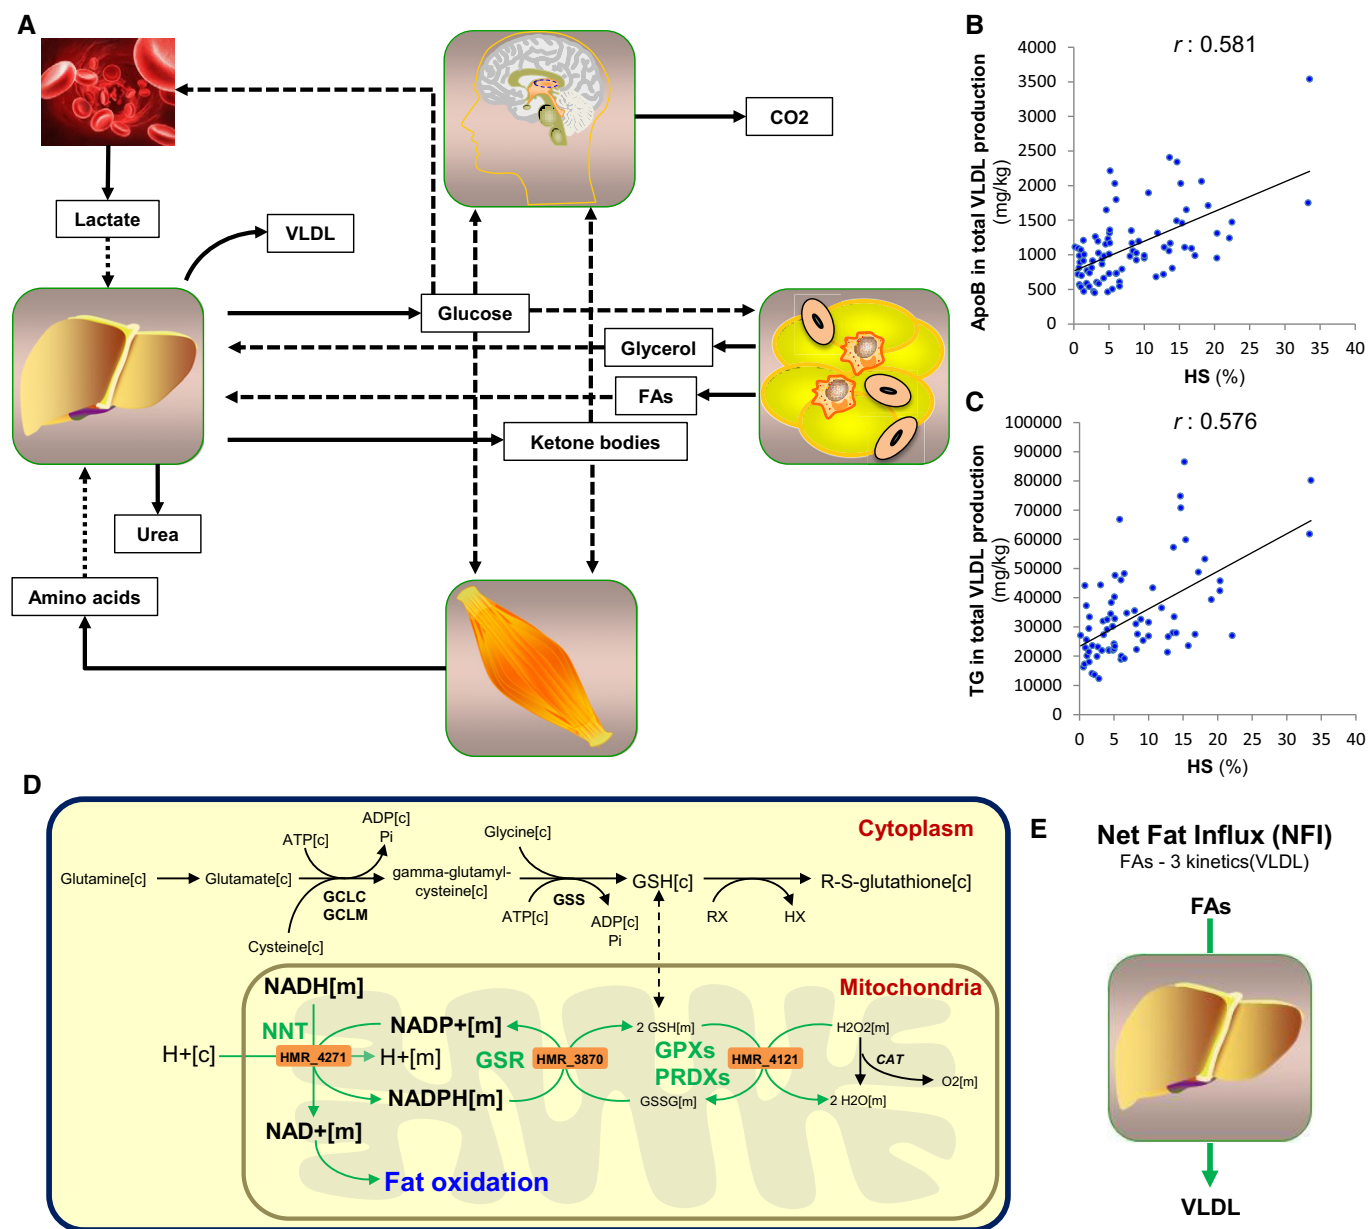 A
Lactate
VLDL
CO2
Glucose
Glycerol
FAs
Ketone bodies
Urea
Amino acids
B
r : 0.581
ApoB in total VLDL production
(mg/kg)
4000
3500
3000
2500
2000
1500
1000
500
0
0 5 10 15 20 25 30 35 40
HS (%)
C
r : 0.576
TG in total VLDL production
(mg/kg)
100000
90000
80000
70000
60000
50000
40000
30000
20000
10000
0
0 5 10 15 20 25 30 35 40
HS (%)
D
Cytoplasm
ATP[c]
ADP[c]
Pi
Glycine[c]
Glutamine[c]
Glutamate[c]
gamma-glutamyl-
cysteine[c]
GSH[c]
R-S-glutathione[c]
GCLC
GCLM
GSS
ATP[c]
ADP[c]
Pi
RX
HX
Cysteine[c]
Mitochondria
NADH[m]
NNT
NADP+[m]
2 GSH[m]
H2O2[m]
H+[c]
HMR_4271
H+[m]
GSR
HMR_3870
GPXs
PRDXs
HMR_4121
CAT
O2[m]
NADPH[m]
GSSG[m]
2 H2O[m]
NAD+[m]
Fat oxidation
E
Net Fat Influx (NFI)
FAs - 3 kinetics(VLDL)
FAs
VLDL